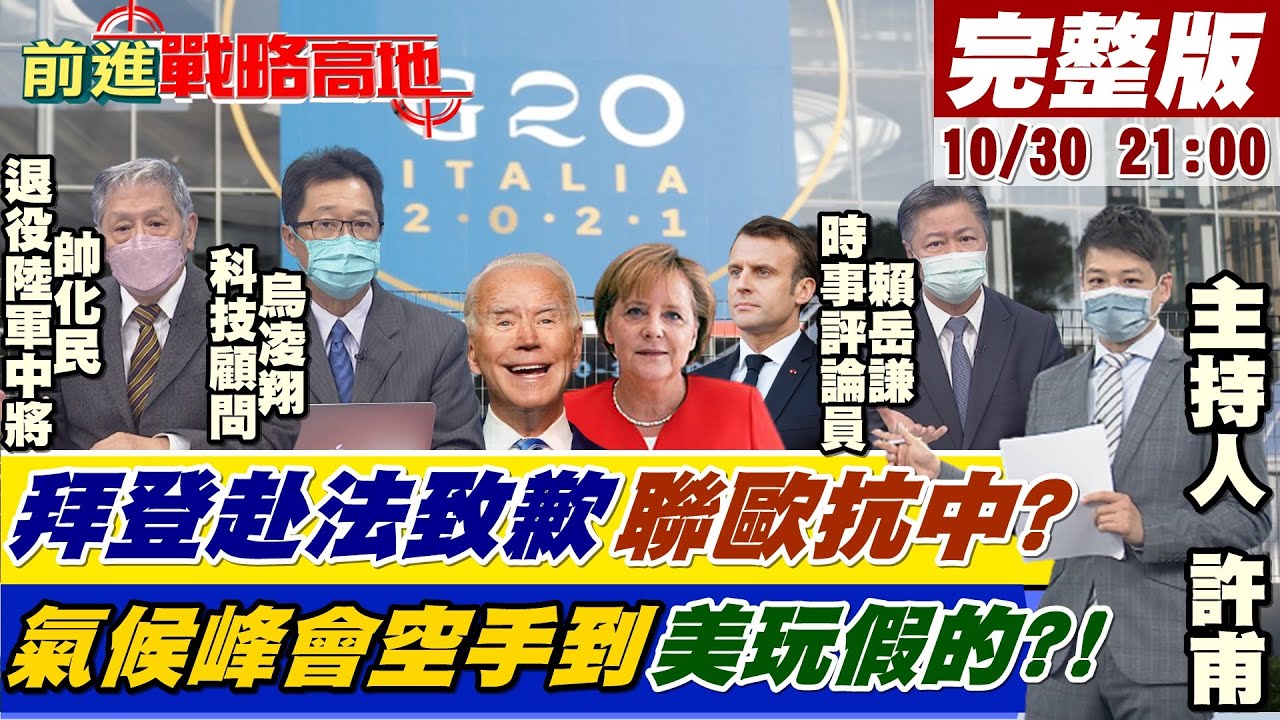 前進戰略高地
完整版
10/30 21:00
G20
ITALIA
2·0·2·1
退役陸軍中將
帥化民
科技顧問
烏凌翔
時事評論員
賴岳謙
主持人 許甫
拜登赴法致歉 聯歐抗中?
氣候峰會空手到 美玩假的?!